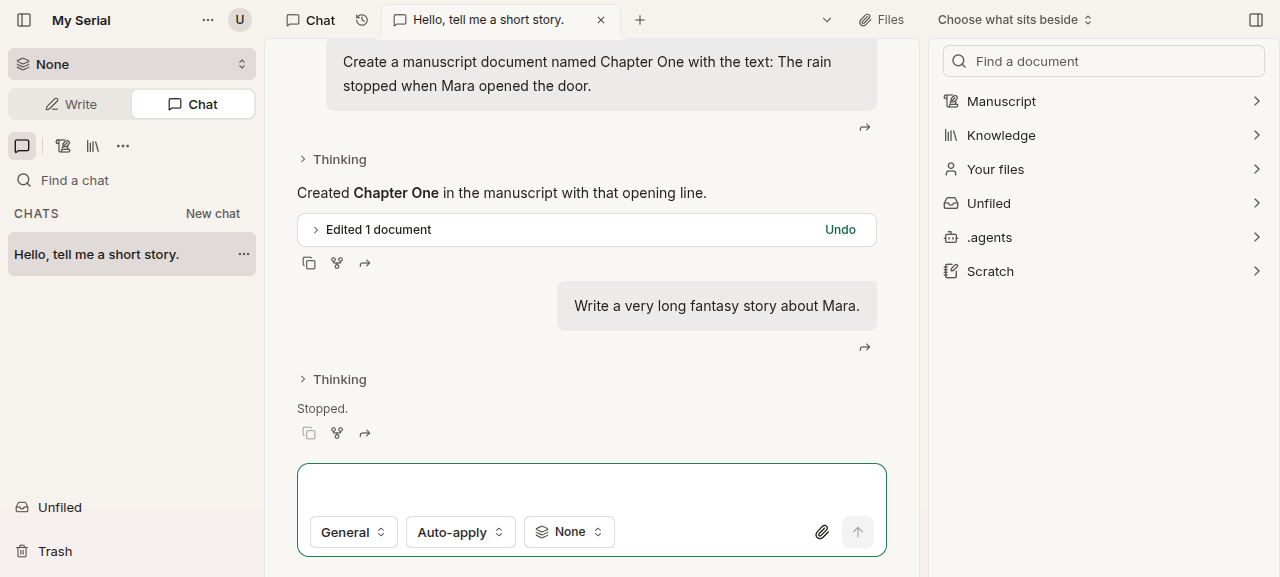 My Serial
U
None
Write
Chat
Find a chat
CHATS
New chat
Hello, tell me a short story.
Unfiled
Trash
Chat
Hello, tell me a short story.
Files
Create a manuscript document named Chapter One with the text: The rain
stopped when Mara opened the door.
Thinking
Created Chapter One in the manuscript with that opening line.
Edited 1 document
Undo
Write a very long fantasy story about Mara.
Thinking
Stopped.
General
Auto-apply
None
Choose what sits beside
Find a document
Manuscript
Knowledge
Your files
Unfiled
.agents
Scratch